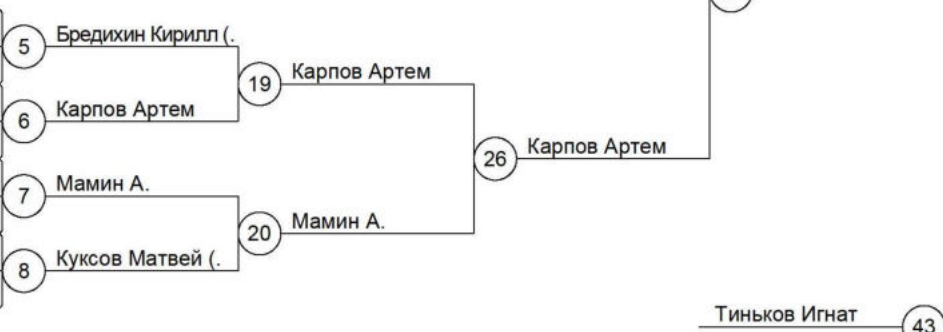 5 Бредихин Кирилл (.
19 Карпов Артем
6 Карпов Артем
26 Карпов Артем
7 Мамин А.
20 Мамин А.
8 Куксов Матвей (.
Тиньков Игнат
43